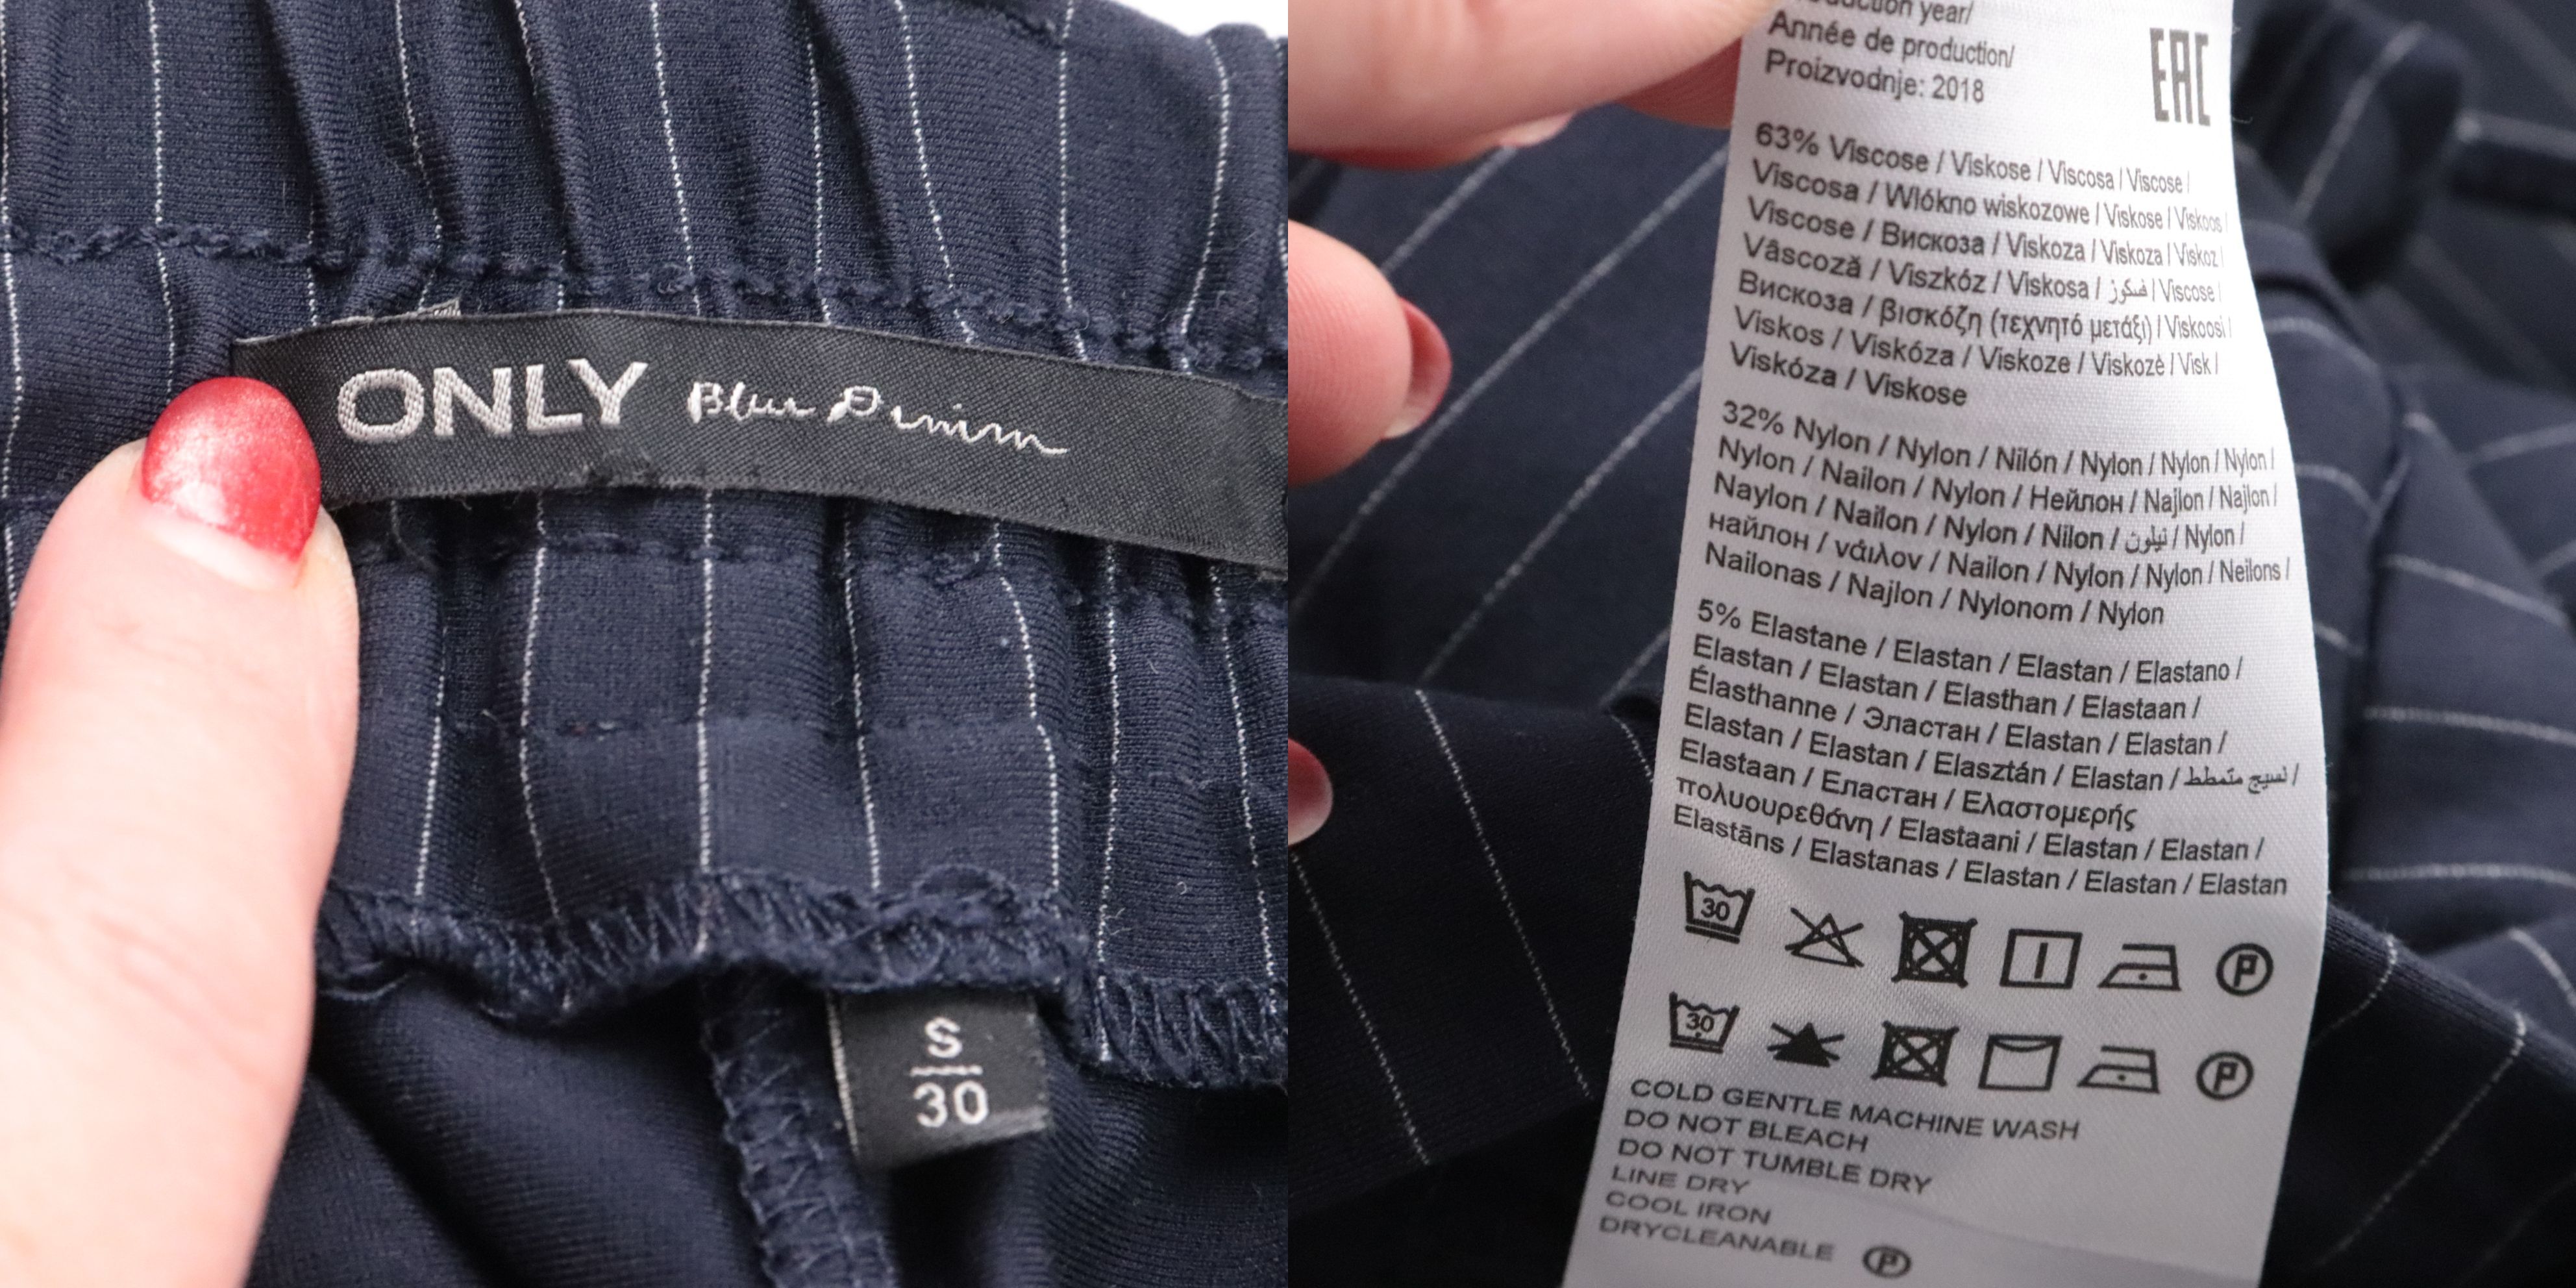 ONLY Blue Denim
S
30
production year/
Année de production/
Proizvodnje: 2018
EAC
63% Viscose / Viskose / Viscosa / Viscose /
Viscosa / Wlókno wiskozowe / Viskose / Viskoos /
Viscose / Вискоза / Viskoza / Viskoza / Viskoz /
Vâscoză / Viszkóz / Viskosa / فسكوز / Viscose /
Вискоза / βισκόζη (τεχνητό μετάξι) / Viskoosi /
Viskos / Viskóza / Viskoze / Viskozė / Visk /
Viskóza / Viskose
32% Nylon / Nylon / Nilón / Nylon / Nylon / Nylon /
Nylon / Nailon / Nylon / Нейлон / Najlon / Najlon /
Naylon / Nailon / Nylon / Nilon / نيلون / Nylon /
найлон / νάιλον / Nailon / Nylon / Nylon / Neilons /
Nailonas / Najlon / Nylonom / Nylon
5% Elastane / Elastan / Elastan / Elastano /
Elastan / Elastan / Elasthan / Elastaan /
Élasthanne / Эластан / Elastan / Elastan /
Elastan / Elastan / Elasztán / Elastan / نسيج متمطط /
Elastaan / Еластан / Ελαστομερής
πολυουρεθάνη / Elastaani / Elastan / Elastan /
Elastāns / Elastanas / Elastan / Elastan / Elastan
30 P
30 P
COLD GENTLE MACHINE WASH
DO NOT BLEACH
DO NOT TUMBLE DRY
LINE DRY
COOL IRON
DRYCLEANABLE P